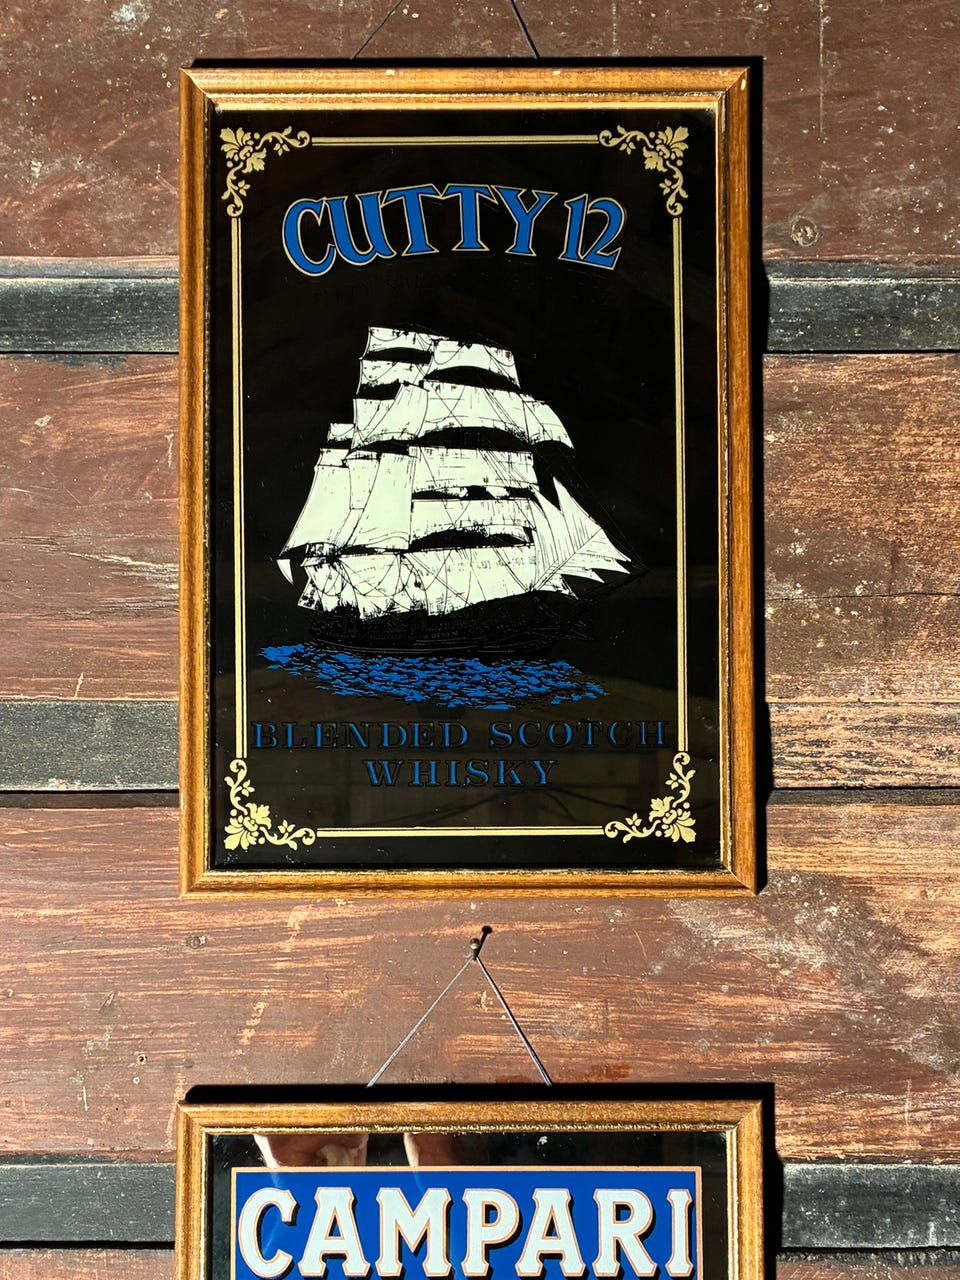 CUTTY 12
BLENDED SCOTCH
WHISKY
CAMPARI